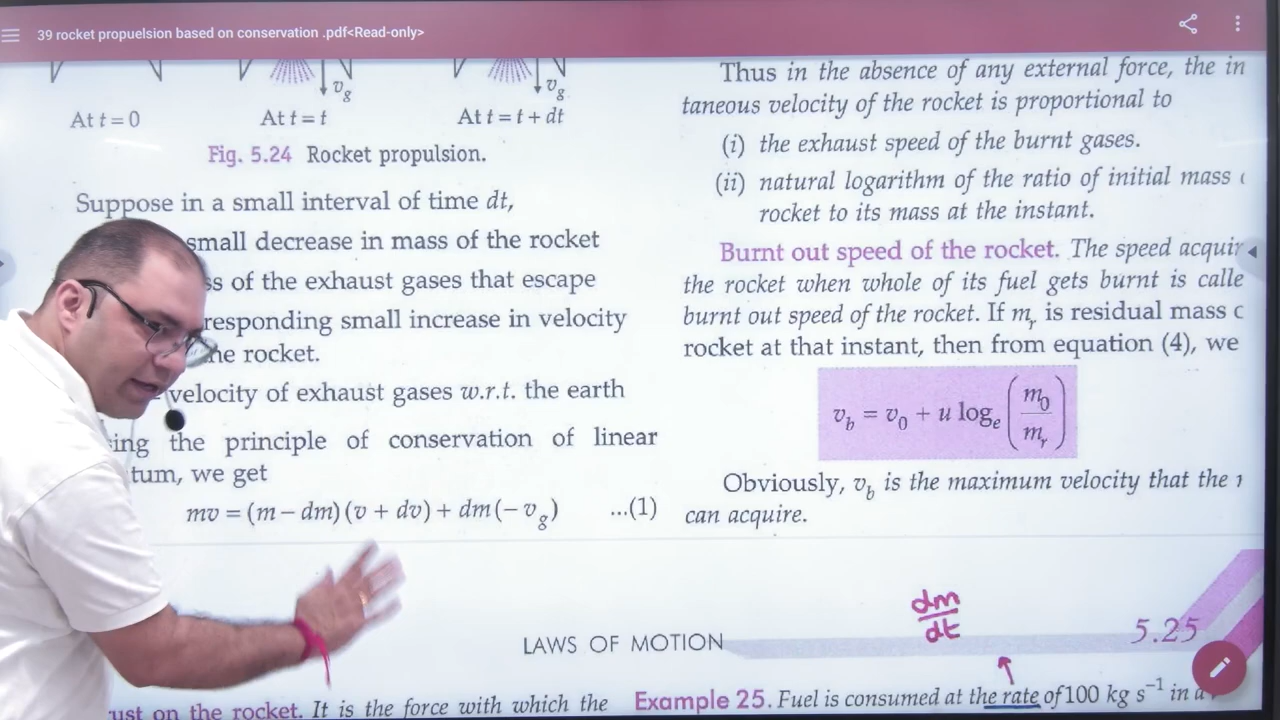 39 rocket propuelsion based on conservation .pdf<Read-only>
v_g
v_g
At t = 0
At t = t
At t = t + dt
Fig. 5.24 Rocket propulsion.
Suppose in a small interval of time dt,
small decrease in mass of the rocket
of the exhaust gases that escape
small increase in velocity
rocket.
velocity of exhaust gases w.r.t. the earth
the principle of conservation of linear
we get
mv = (m − dm)(v + dv) + dm(− v_g) ...(1)
Thus in the absence of any external force, the
velocity of the rocket is proportional to
(i) the exhaust speed of the burnt gases.
(ii) natural logarithm of the ratio of initial mass
rocket to its mass at the instant.
Burnt out speed of the rocket. The speed
the rocket when whole of its fuel gets burnt is
burnt out speed of the rocket. If m_r is residual mass
rocket at that instant, then from equation (4), we
v_b = v_0 + u log_e (m_0/m_r)
Obviously, v_b is the maximum velocity that the
can acquire.
dm/dt
LAWS OF MOTION
5.25
on the rocket. It is the force with which the
Example 25. Fuel is consumed at the rate of 100 kg s⁻¹ in a